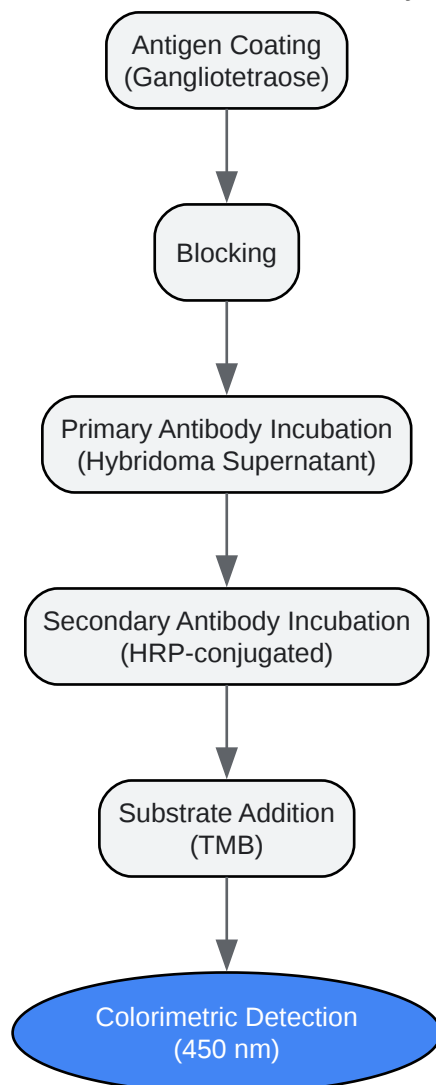 Antigen Coating
(Gangliotetraose)
Blocking
Primary Antibody Incubation
(Hybridoma Supernatant)
Secondary Antibody Incubation
(HRP-conjugated)
Substrate Addition
(TMB)
Colorimetric Detection
(450 nm)